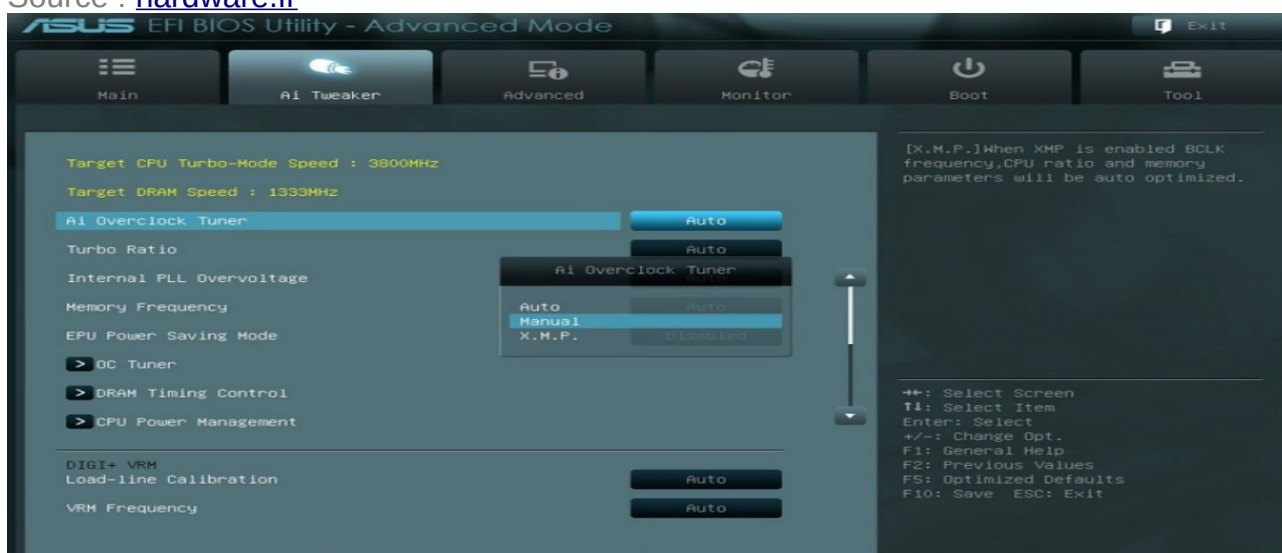 Source : hardware.fr
ASUS EFI BIOS Utility - Advanced Mode
Exit
Main Ai Tweaker Advanced Monitor Boot Tool
Target CPU Turbo-Mode Speed : 3800MHz
Target DRAM Speed : 1333MHz
Ai Overclock Tuner Auto
Turbo Ratio Auto
Internal PLL Overvoltage Auto
Memory Frequency Auto
EPU Power Saving Mode Disabled
> OC Tuner
> DRAM Timing Control
> CPU Power Management
DIGI+ VRM
Load-line Calibration Auto
VRM Frequency Auto
Ai Overclock Tuner
Auto
Manual
X.M.P.
[X.M.P.]When XMP is enabled BCLK
frequency,CPU ratio and memory
parameters will be auto optimized.
→←: Select Screen
↑↓: Select Item
Enter: Select
+/-: Change Opt.
F1: General Help
F2: Previous Values
F5: Optimized Defaults
F10: Save ESC: Exit